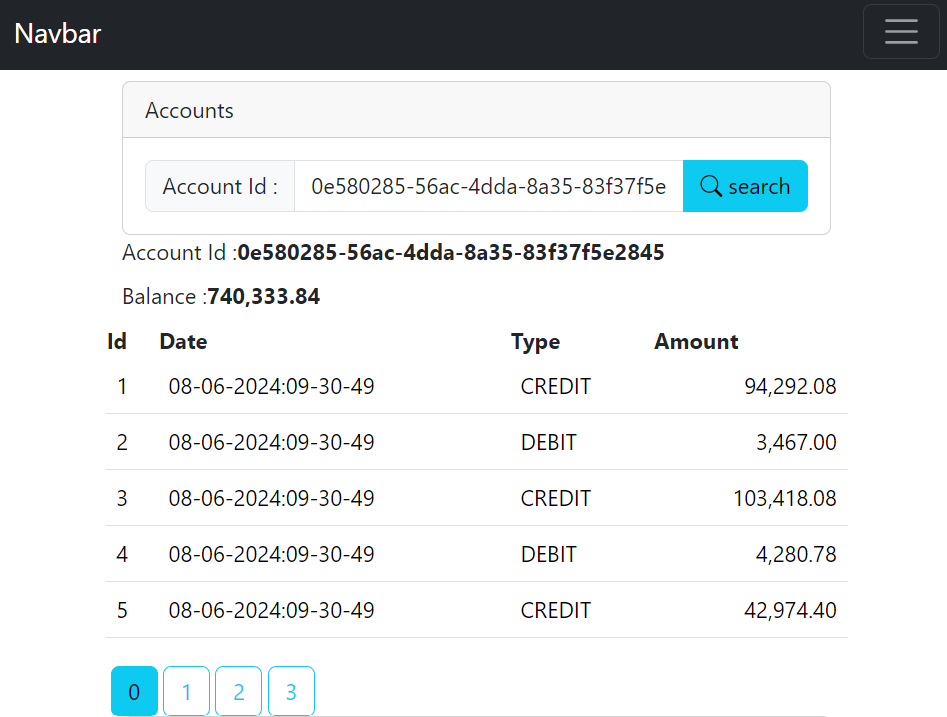 Navbar
Accounts
Account Id : 0e580285-56ac-4dda-8a35-83f37f5e search
Account Id :0e580285-56ac-4dda-8a35-83f37f5e2845
Balance :740,333.84
Id Date Type Amount
1 08-06-2024:09-30-49 CREDIT 94,292.08
2 08-06-2024:09-30-49 DEBIT 3,467.00
3 08-06-2024:09-30-49 CREDIT 103,418.08
4 08-06-2024:09-30-49 DEBIT 4,280.78
5 08-06-2024:09-30-49 CREDIT 42,974.40
0 1 2 3